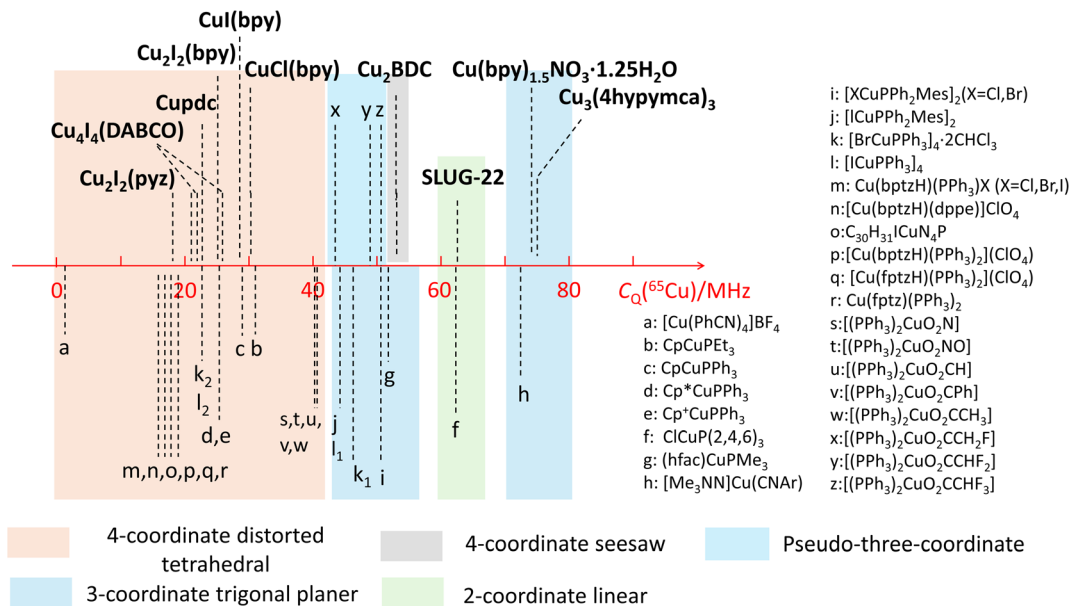 CuI(bpy)
Cu₂I₂(bpy)
CuCl(bpy)
Cu₂BDC
Cu(bpy)₁.₅NO₃·1.25H₂O
Cupdc
Cu₃(4hypymca)₃
Cu₄I₄(DABCO)
Cu₂I₂(pyz)
SLUG-22
x
y
z
0
20
40
60
80
C_Q(⁶⁵Cu)/MHz
a
c
b
k₂
l₂
d,e
m,n,o,p,q,r
s,t,u,
v,w
j
l₁
k₁
i
g
f
h
a: [Cu(PhCN)₄]BF₄
b: CpCuPEt₃
c: CpCuPPh₃
d: Cp*CuPPh₃
e: Cp⁺CuPPh₃
f: ClCuP(2,4,6)₃
g: (hfac)CuPMe₃
h: [Me₃NN]Cu(CNAr)
i: [XCuPPh₂Mes]₂(X=Cl,Br)
j: [ICuPPh₂Mes]₂
k: [BrCuPPh₃]₄·2CHCl₃
l: [ICuPPh₃]₄
m: Cu(bptzH)(PPh₃)X (X=Cl,Br,I)
n:[Cu(bptzH)(dppe)]ClO₄
o:C₃₀H₃₁ICuN₄P
p:[Cu(bptzH)(PPh₃)₂](ClO₄)
q: [Cu(fptzH)(PPh₃)₂](ClO₄)
r: Cu(fptz)(PPh₃)₂
s:[(PPh₃)₂CuO₂N]
t:[(PPh₃)₂CuO₂NO]
u:[(PPh₃)₂CuO₂CH]
v:[(PPh₃)₂CuO₂CPh]
w:[(PPh₃)₂CuO₂CCH₃]
x:[(PPh₃)₂CuO₂CCH₂F]
y:[(PPh₃)₂CuO₂CCHF₂]
z:[(PPh₃)₂CuO₂CCHF₃]
4-coordinate distorted
tetrahedral
4-coordinate seesaw
Pseudo-three-coordinate
3-coordinate trigonal planer
2-coordinate linear